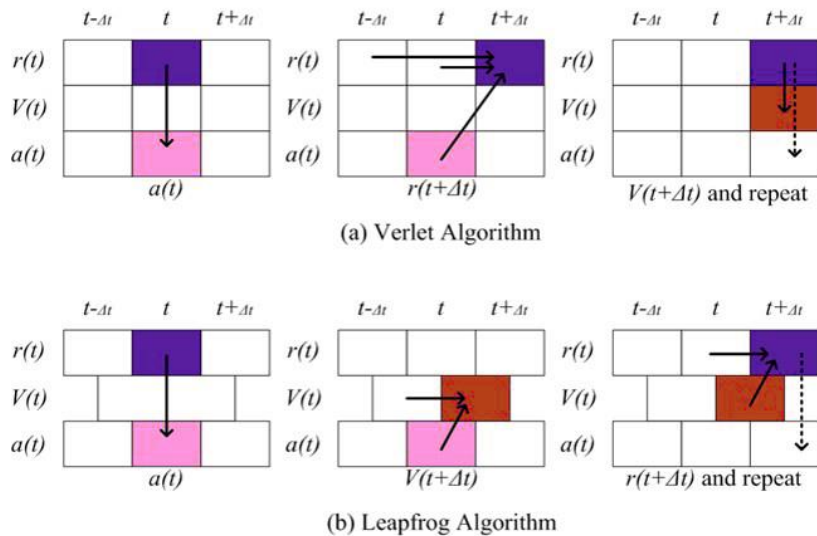 t-Δt t t+Δt t-Δt t t+Δt t-Δt t t+Δt
r(t) r(t) r(t)
V(t) V(t) V(t)
a(t) a(t) a(t)
a(t) r(t+Δt) V(t+Δt) and repeat
(a) Verlet Algorithm
t-Δt t t+Δt t-Δt t t+Δt t-Δt t t+Δt
r(t) r(t) r(t)
V(t) V(t) V(t)
a(t) a(t) a(t)
a(t) V(t+Δt) r(t+Δt) and repeat
(b) Leapfrog Algorithm